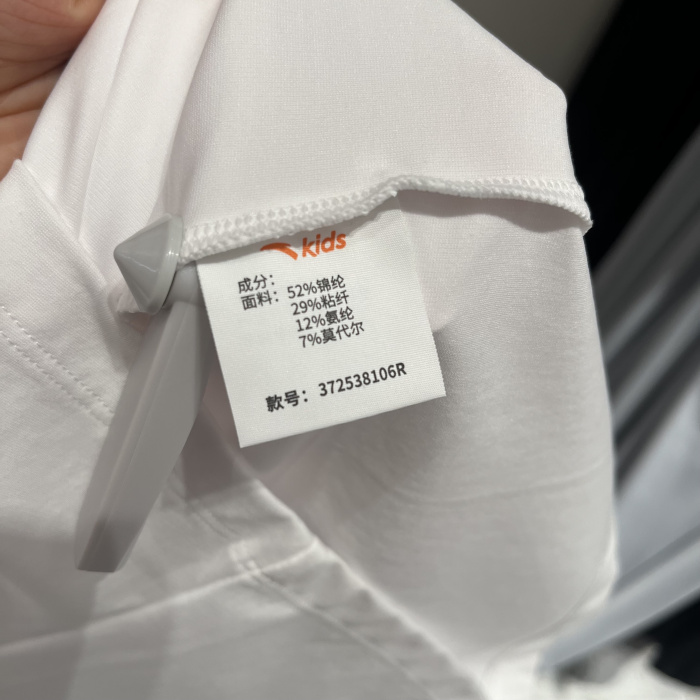 kids
成分：
面料：52%锦纶
29%粘纤
12%氨纶
7%莫代尔
款号：372538106R